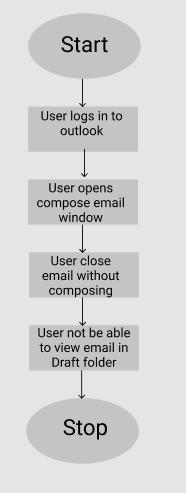 Start
User logs in to
outlook
User opens
compose email
window
User close
email without
composing
User not be able
to view email in
Draft folder
Stop